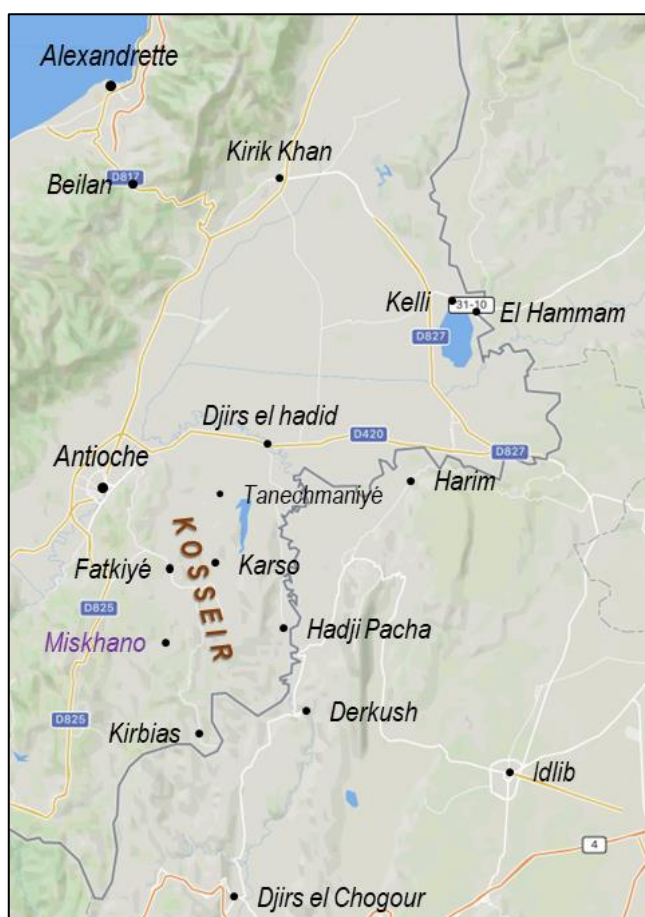 Alexandrette
Kirik Khan
D817
Beilan
Kelli
31-10
El Hammam
D827
Djirs el hadid
D420
D827
Antioche
Harim
Tanechmaniyé
KOSSEIR
Fatkiyé
Karso
D825
Hadji Pacha
Miskhano
Derkush
D825
Kirbias
Idlib
4
Djirs el Chogour